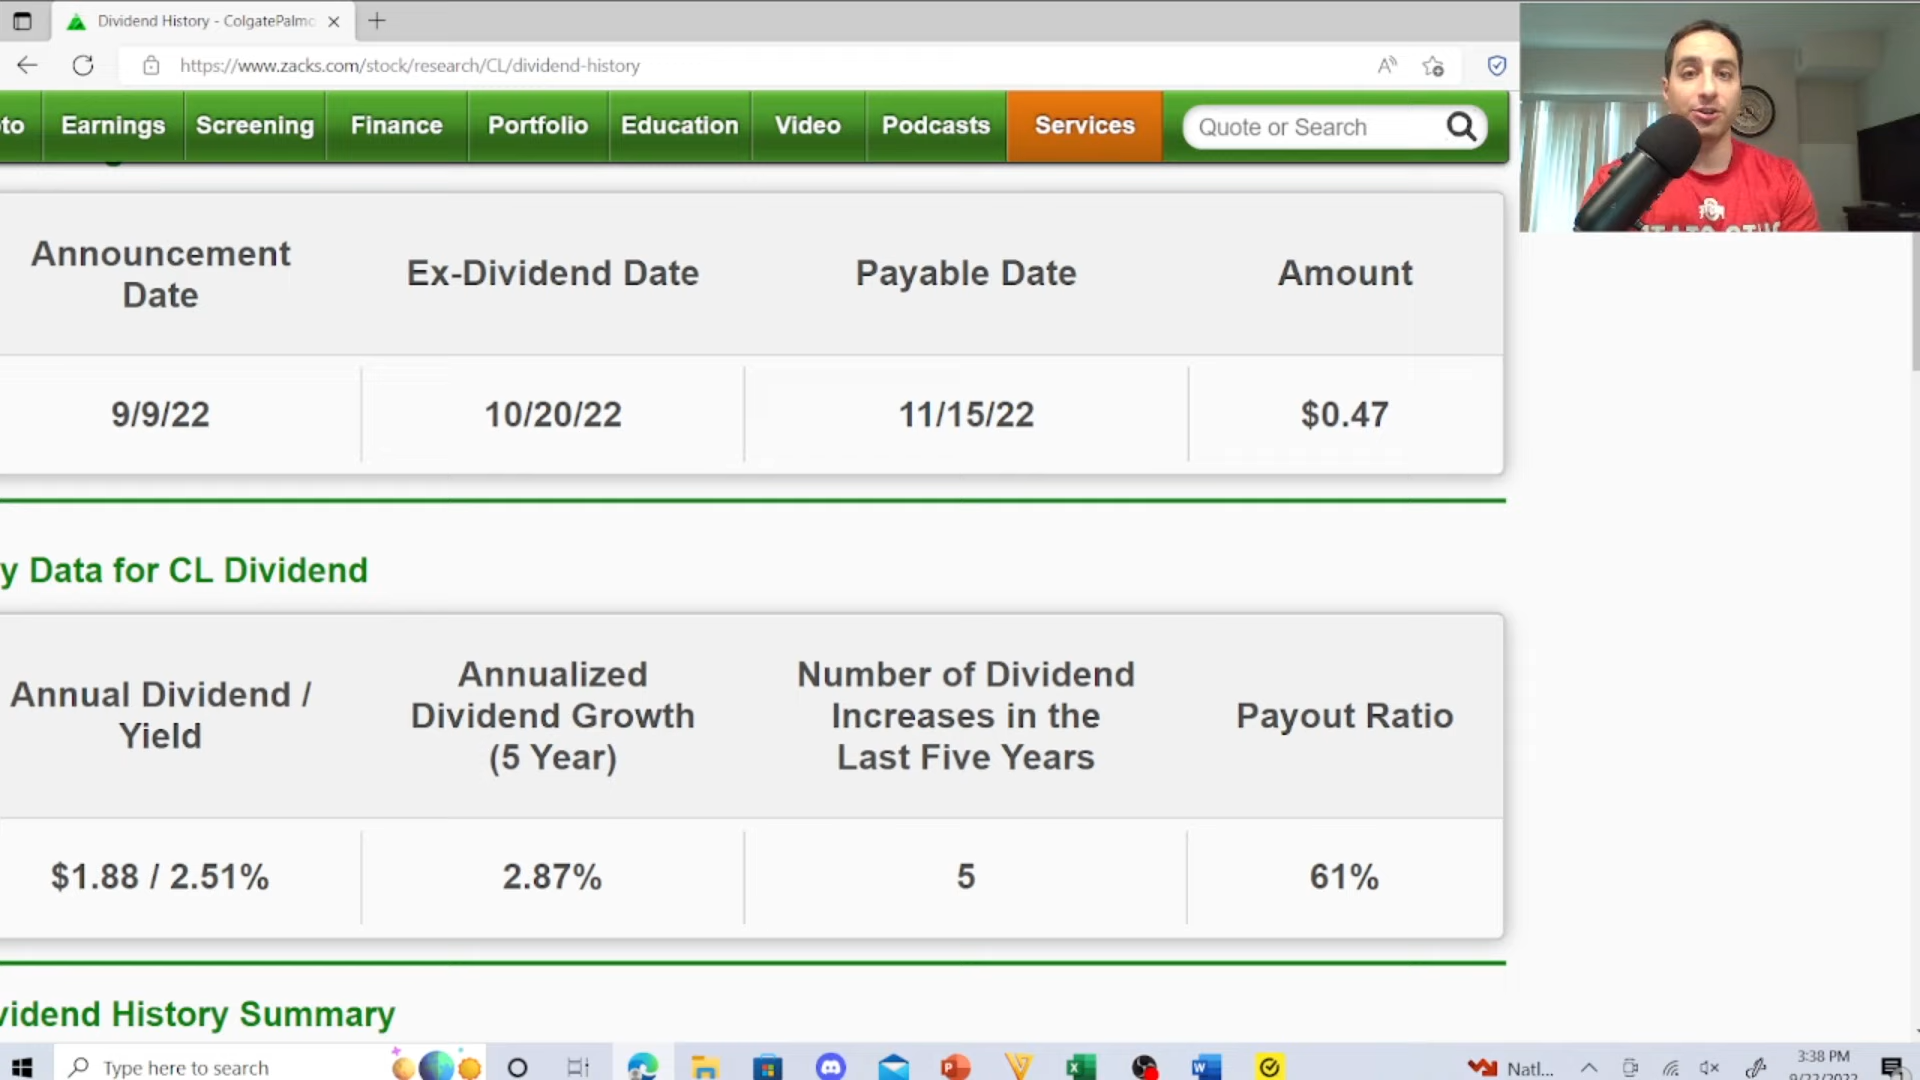 Dividend History - ColgatePalmo
https://www.zacks.com/stock/research/CL/dividend-history
to Earnings Screening Finance Portfolio Education Video Podcasts Services Quote or Search
Announcement
Date
Ex-Dividend Date
Payable Date
Amount
9/9/22 10/20/22 11/15/22 $0.47
y Data for CL Dividend
Annual Dividend /
Yield
Annualized
Dividend Growth
(5 Year)
Number of Dividend
Increases in the
Last Five Years
Payout Ratio
$1.88 / 2.51% 2.87% 5 61%
vidend History Summary
Type here to search
Natl...
3:38 PM